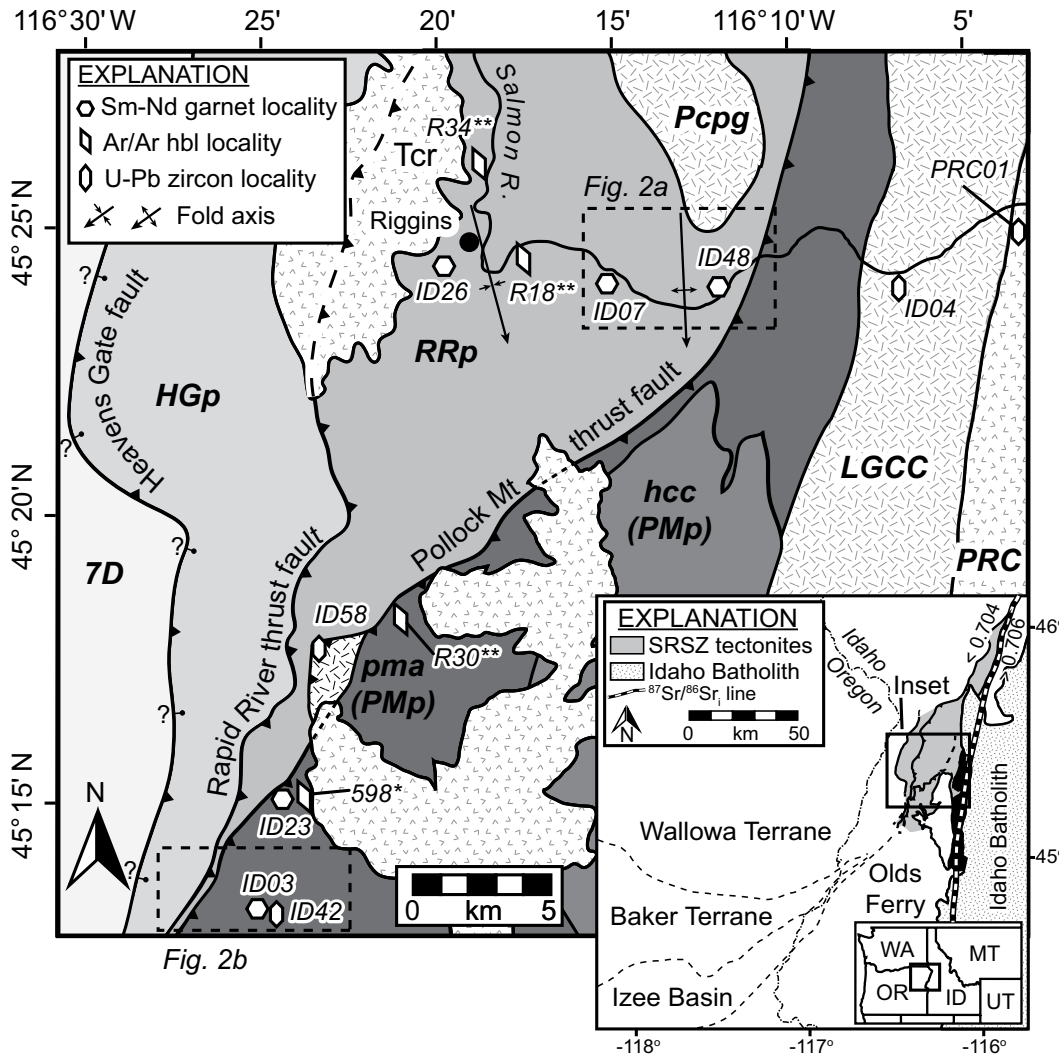 116° 30' W
25'
20'
15'
116° 10' W
5'
EXPLANATION
Sm-Nd garnet locality
Ar/Ar hbl locality
U-Pb zircon locality
Fold axis
Salmon R.
R34**
Tcr
Pcpg
Fig. 2a
PRC01
45° 25' N
Riggins
ID26
R18**
ID07
ID48
ID04
?
Heavens Gate fault
HGp
RRp
thrust fault
LGCC
?
45° 20' N
Pollock Mt
hcc
(PMp)
PRC
7D
?
Rapid River thrust fault
ID58
R30**
pma
(PMp)
?
45° 15' N
N
598*
ID23
?
ID03
ID42
0 km 5
Fig. 2b
EXPLANATION
SRSZ tectonites
Idaho Batholith
87Sr/86Sri line
N
0 km 50
Idaho
Oregon
< 0.704
> 0.706
46°
Inset
Wallowa Terrane
45°
Olds
Ferry
Idaho Batholith
Baker Terrane
Izee Basin
WA
MT
OR
ID
UT
-118°
-117°
-116°